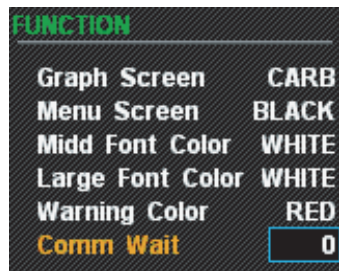 FUNCTION
Graph Screen CARB
Menu Screen BLACK
Midd Font Color WHITE
Large Font Color WHITE
Warning Color RED
Comm Wait 0